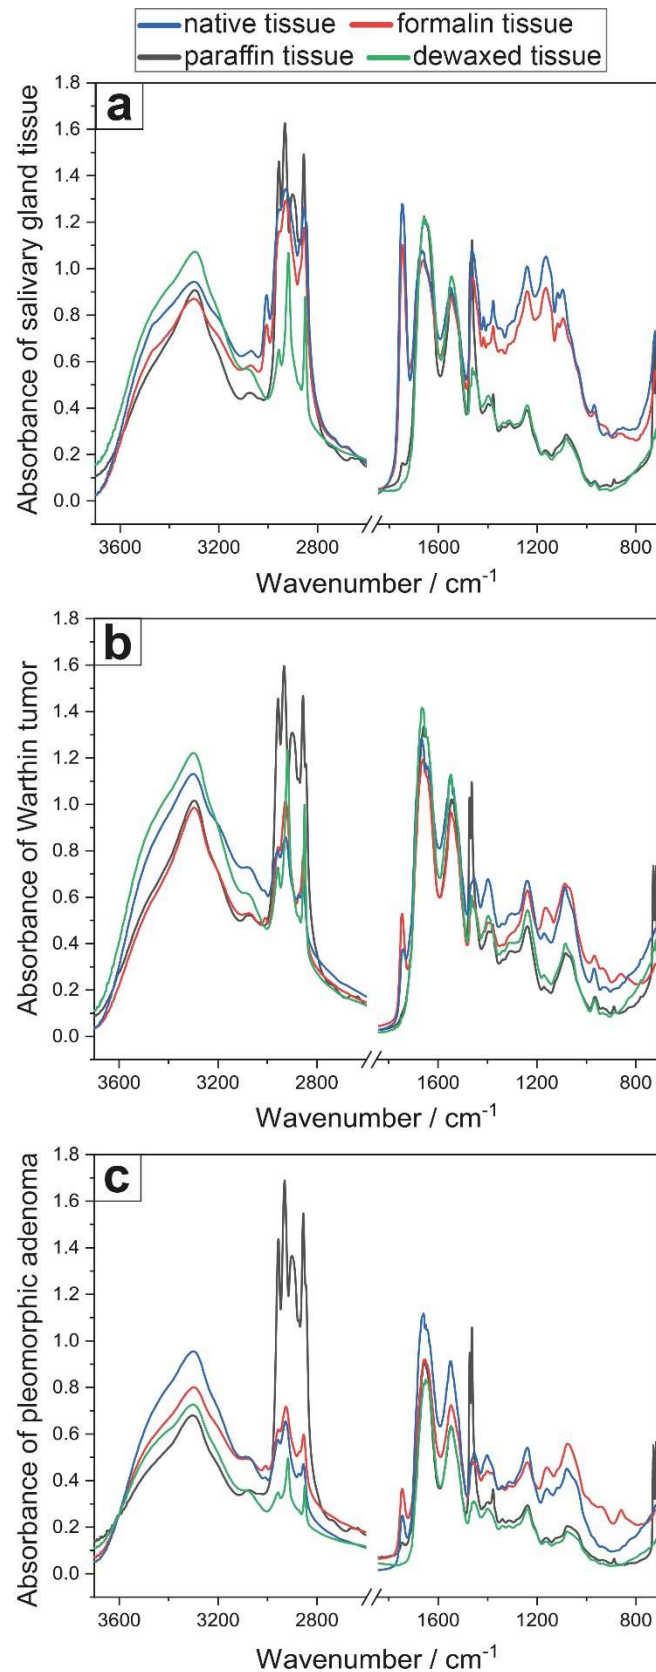 native tissue formalin tissue
paraffin tissue dewaxed tissue
a
Absorbance of salivary gland tissue
1.8
1.6
1.4
1.2
1.0
0.8
0.6
0.4
0.2
0.0
3600 3200 2800 1600 1200 800
Wavenumber / cm-1
b
Absorbance of Warthin tumor
1.8
1.6
1.4
1.2
1.0
0.8
0.6
0.4
0.2
0.0
3600 3200 2800 1600 1200 800
Wavenumber / cm-1
c
Absorbance of pleomorphic adenoma
1.8
1.6
1.4
1.2
1.0
0.8
0.6
0.4
0.2
0.0
3600 3200 2800 1600 1200 800
Wavenumber / cm-1